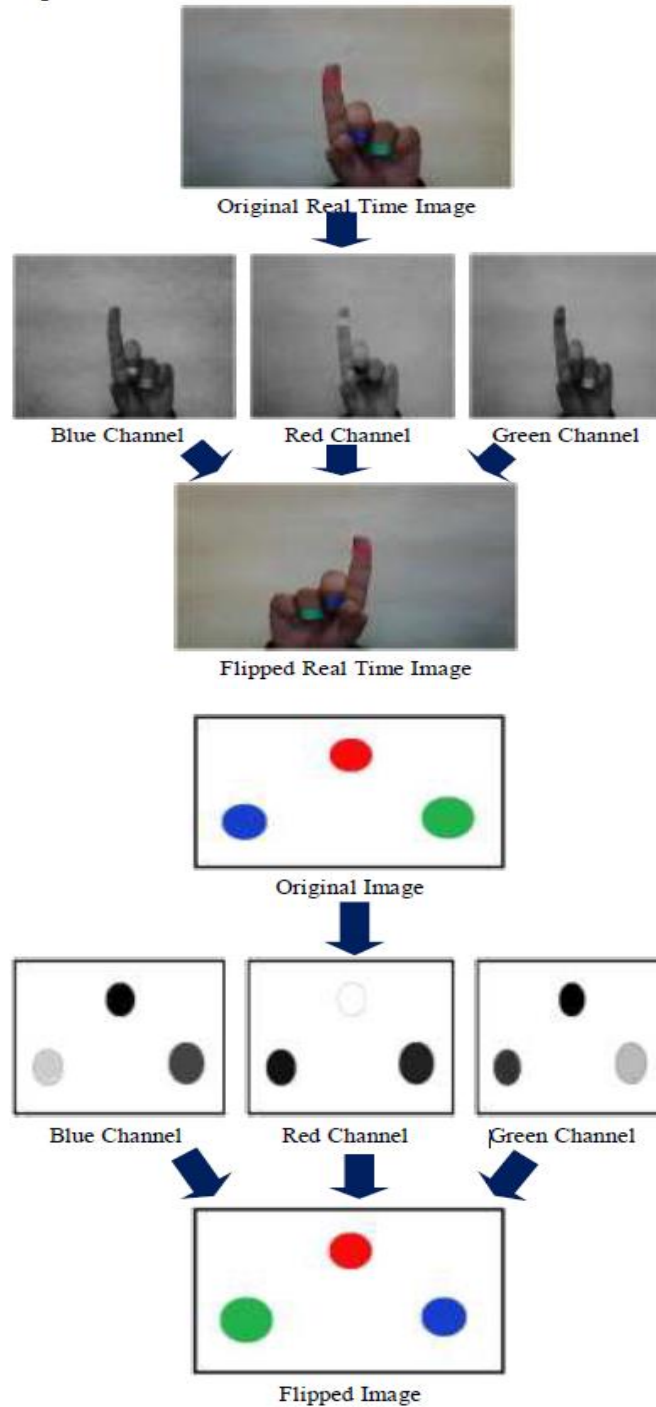 Original Real Time Image
Blue Channel Red Channel Green Channel
Flipped Real Time Image
Original Image
Blue Channel Red Channel Green Channel
Flipped Image